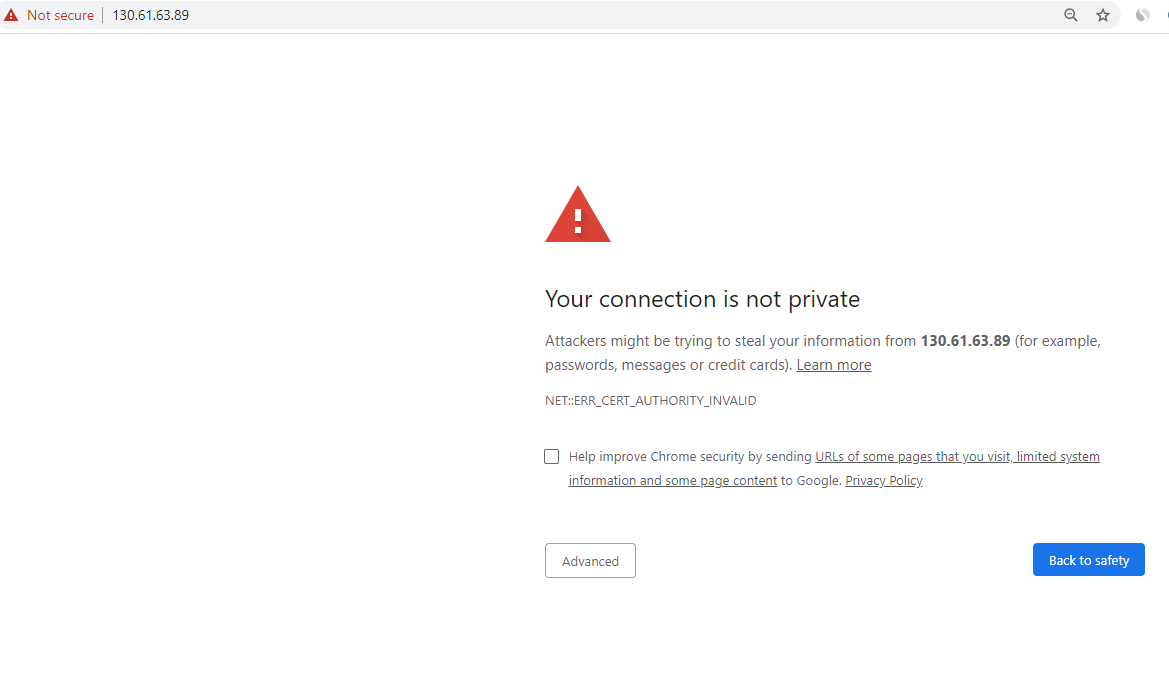 Not secure 130.61.63.89
Your connection is not private
Attackers might be trying to steal your information from 130.61.63.89 (for example,
passwords, messages or credit cards). Learn more
NET::ERR_CERT_AUTHORITY_INVALID
Help improve Chrome security by sending URLs of some pages that you visit, limited system
information and some page content to Google. Privacy Policy
Advanced
Back to safety